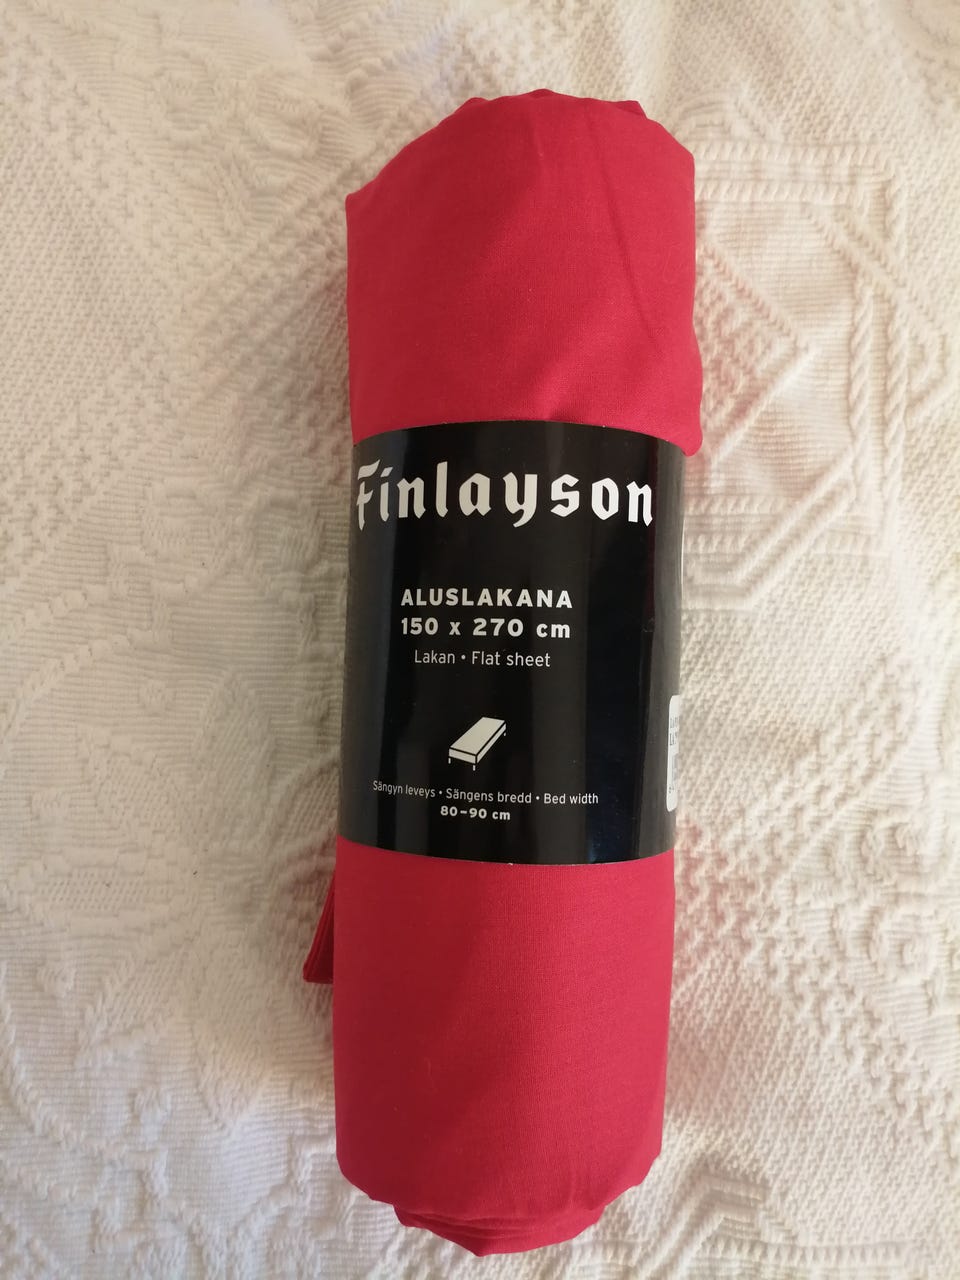 Finlayson
ALUSLAKANA
150 x 270 cm
Lakan • Flat sheet
Sängyn leveys • Sängens bredd • Bed width
80–90 cm